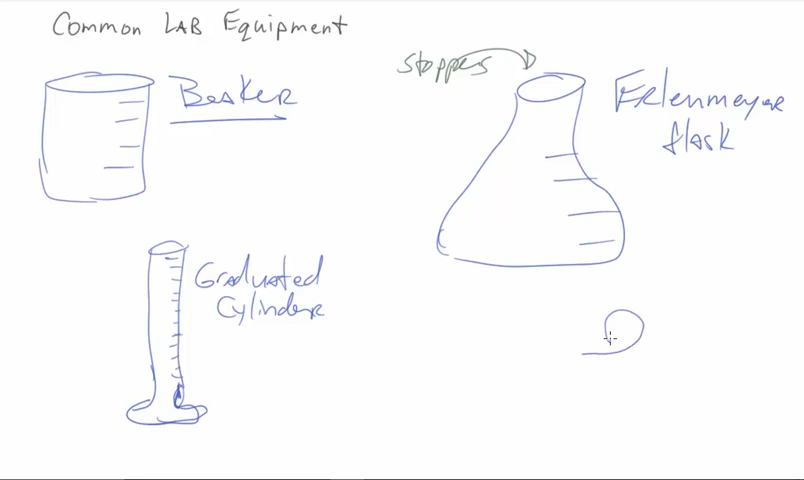 Common LAB Equipment
stoppers
Beaker
Erlenmeyer
flask
Graduated
Cylinder